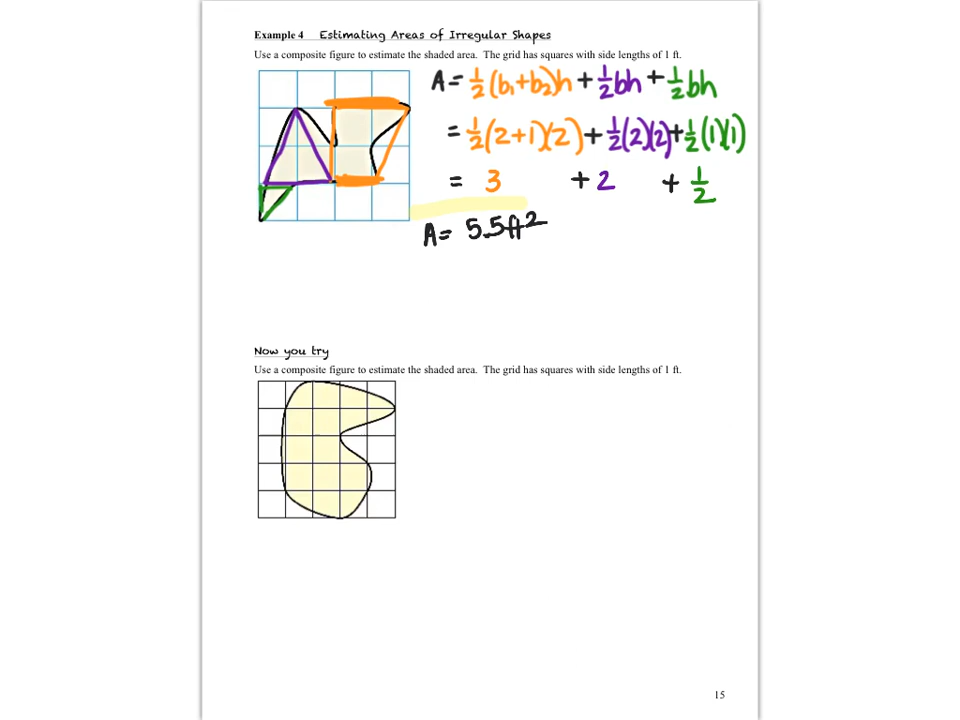 Example 4 Estimating Areas of Irregular Shapes
Use a composite figure to estimate the shaded area. The grid has squares with side lengths of 1 ft.
A = ½(b₁+b₂)h + ½bh + ½bh
= ½(2+1)(2) + ½(2)(2) + ½(1)(1)
= 3 + 2 + ½
A = 5.5ft²
Now you try
Use a composite figure to estimate the shaded area. The grid has squares with side lengths of 1 ft.
15